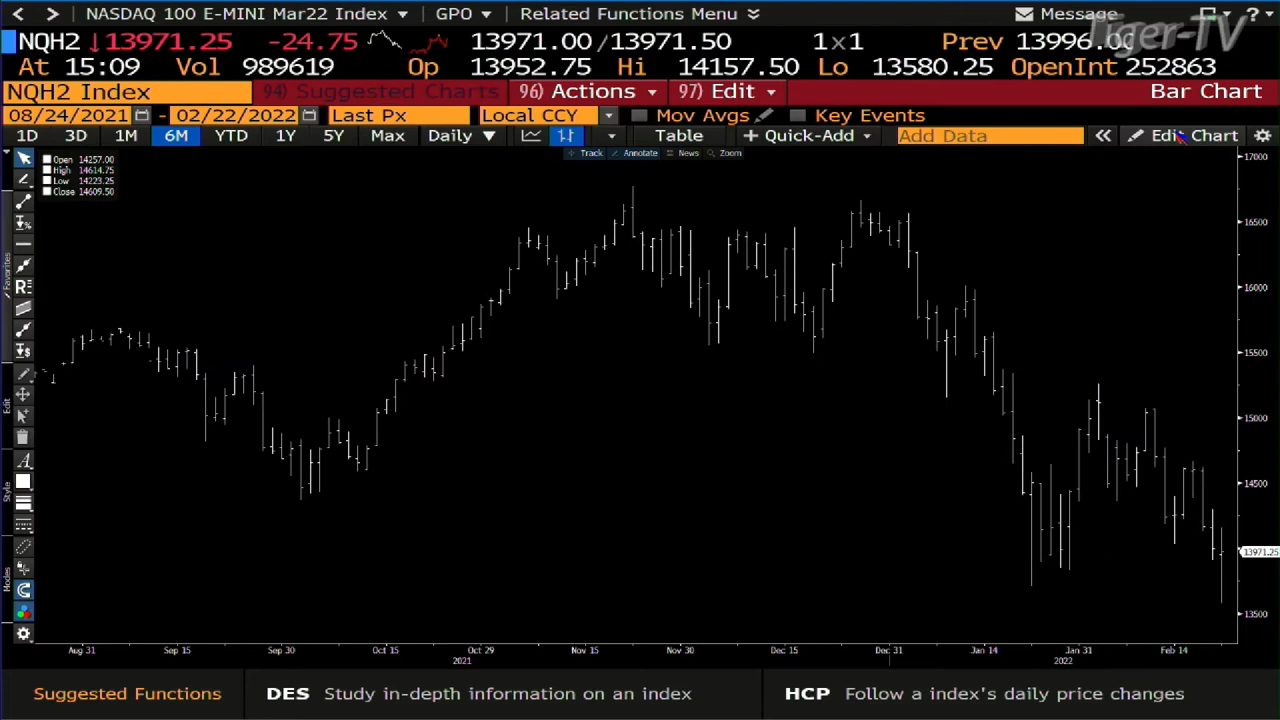 NASDAQ 100 E-MINI Mar22 Index GPO Related Functions Menu Message ?
Tiger-TV
NQH2 ↓13971.25 -24.75 13971.00/13971.50 1x1 Prev 13996.00
At 15:09 Vol 989619 Op 13952.75 Hi 14157.50 Lo 13580.25 OpenInt 252863
NQH2 Index 94) Suggested Charts 96) Actions 97) Edit Bar Chart
08/24/2021 - 02/22/2022 Last Px Local CCY Mov Avgs Key Events
1D 3D 1M 6M YTD 1Y 5Y Max Daily Table + Quick-Add Add Data « Edit Chart
Track Annotate News Zoom
Open 14257.00
High 14614.75
Low 14223.25
Close 14609.50
17000
16500
16000
15500
15000
14500
13971.25
13500
Favorites
Edit
Style
Modes
Aug 31 Sep 15 Sep 30 Oct 15 Oct 29 Nov 15 Nov 30 Dec 15 Dec 31 Jan 14 Jan 31 Feb 14
2021 2022
Suggested Functions DES Study in-depth information on an index HCP Follow a index's daily price changes